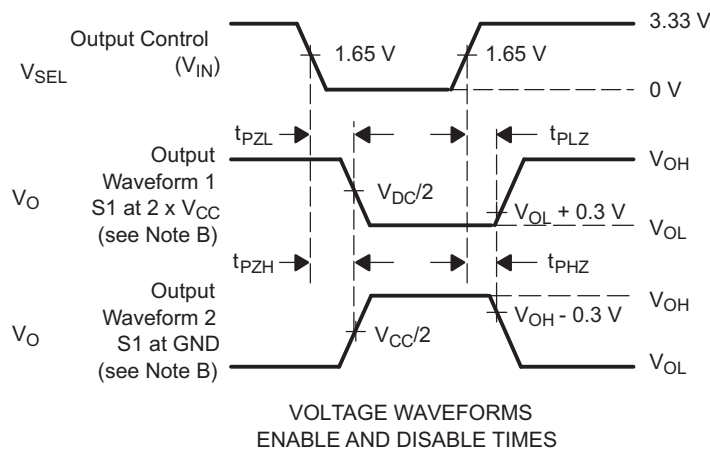 3.33 V
Output Control
(VIN)
VSEL
1.65 V
1.65 V
0 V
tPZL
tPLZ
Output
Waveform 1
S1 at 2 x VCC
(see Note B)
VO
VDC/2
VOH
VOL + 0.3 V
VOL
tPZH
tPHZ
Output
Waveform 2
S1 at GND
(see Note B)
VO
VCC/2
VOH
VOH - 0.3 V
VOL
VOLTAGE WAVEFORMS
ENABLE AND DISABLE TIMES